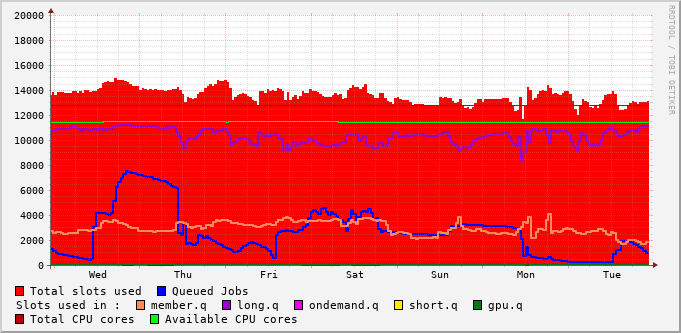 20000
18000
16000
14000
12000
10000
8000
6000
4000
2000
0
Wed Thu Fri Sat Sun Mon Tue
RRDTOOL / TOBI OETIKER
Total slots used Queued Jobs
Slots used in : member.q long.q ondemand.q short.q gpu.q
Total CPU cores Available CPU cores